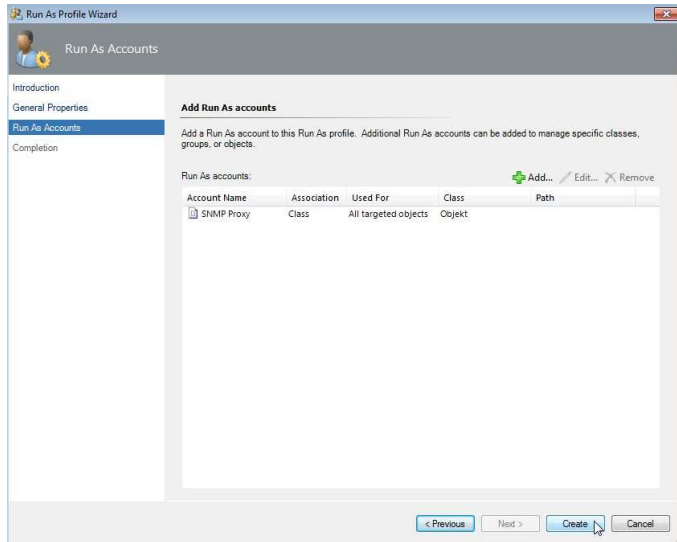 Run As Profile Wizard
Run As Accounts
Introduction
General Properties
Run As Accounts
Completion
Add Run As accounts
Add a Run As account to this Run As profile. Additional Run As accounts can be added to manage specific classes,
groups, or objects.
Run As accounts:
Add... Edit... Remove
Account Name Association Used For Class Path
SNMP Proxy Class All targeted objects Objekt
< Previous Next > Create Cancel